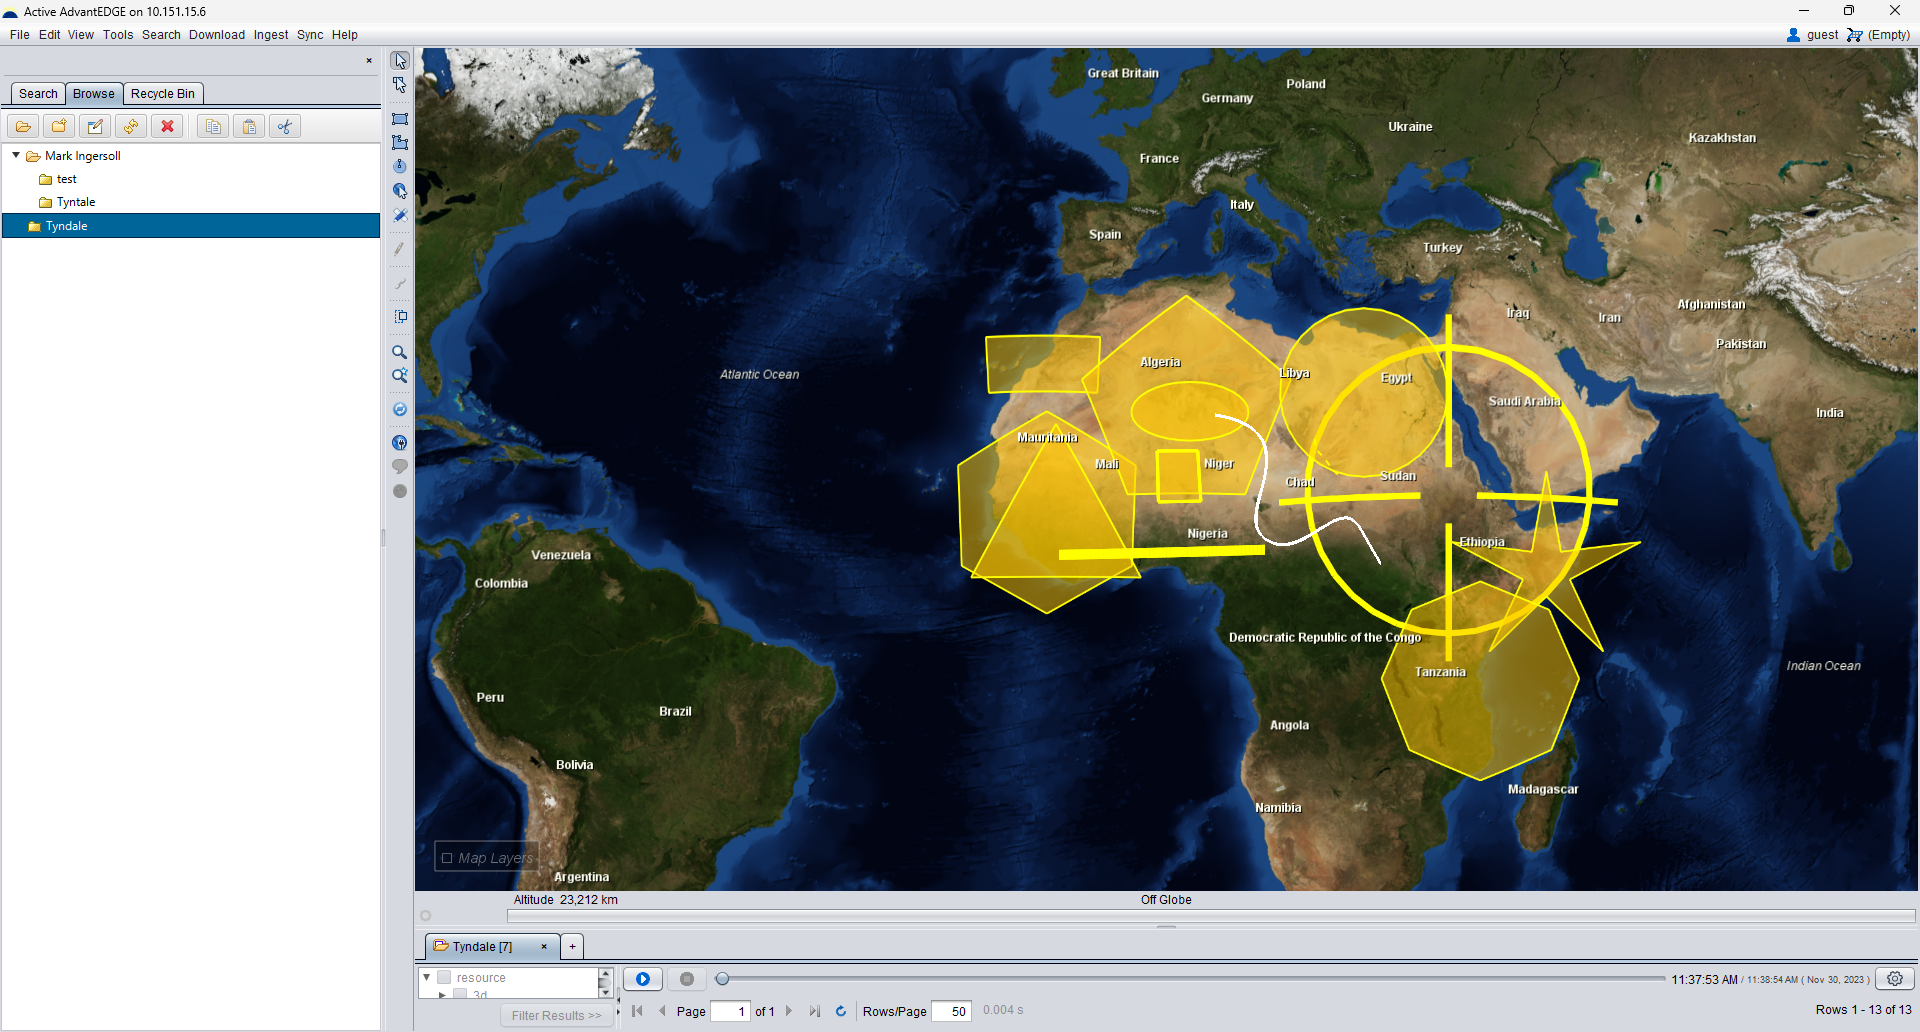 Active AdvantEDGE on 10.151.15.6
File Edit View Tools Search Download Ingest Sync Help
guest (Empty)
Search Browse Recycle Bin
Mark Ingersoll
test
Tyntale
Tyndale
Great Britain
Poland
Germany
Ukraine
Kazakhstan
France
Italy
Spain
Turkey
Afghanistan
Iraq
Iran
Pakistan
Algeria
Libya
Egypt
Atlantic Ocean
Saudi Arabia
India
Mauritania
Mali
Niger
Chad
Sudan
Nigeria
Ethiopia
Venezuela
Colombia
Democratic Republic of the Congo
Tanzania
Indian Ocean
Peru
Brazil
Angola
Bolivia
Madagascar
Namibia
Map Layers
Argentina
Altitude 23,212 km
Off Globe
Tyndale [7]
+
resource
3d
Filter Results >>
11:37:53 AM / 11:38:54 AM ( Nov 30, 2023 )
Page 1 of 1
Rows/Page 50
0.004 s
Rows 1 - 13 of 13